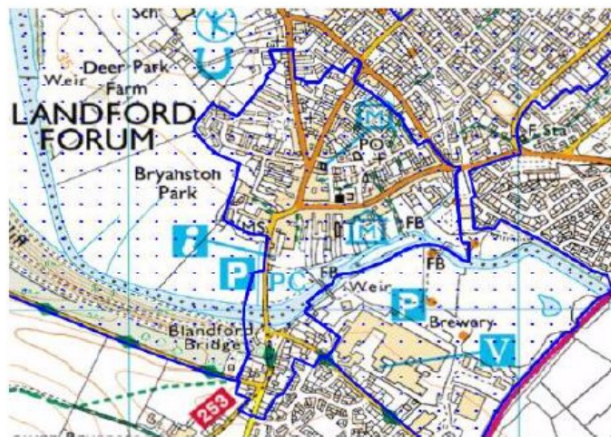 Sch
Weir
Deer Park
Farm
LANDFORD
FORUM
Bryanston
Park
M
PO
F Sta
MS
M
FB
i
P
PC
FB
FB
Weir
P
Blandford
Bridge
Brewery
V
253